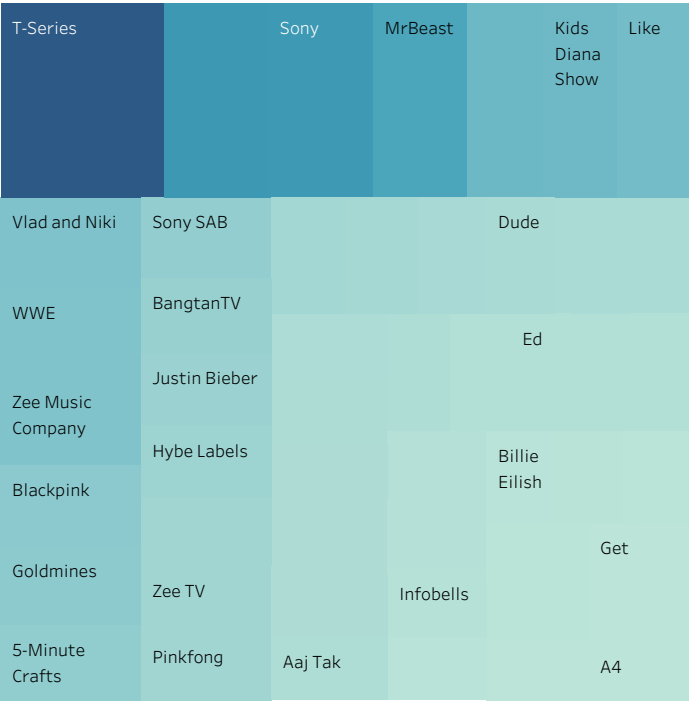 T-Series
Sony
MrBeast
Kids
Diana
Show
Like
Vlad and Niki
Sony SAB
Dude
WWE
BangtanTV
Ed
Zee Music
Company
Justin Bieber
Hybe Labels
Billie
Eilish
Blackpink
Get
Goldmines
Zee TV
Infobells
5-Minute
Crafts
Pinkfong
Aaj Tak
A4